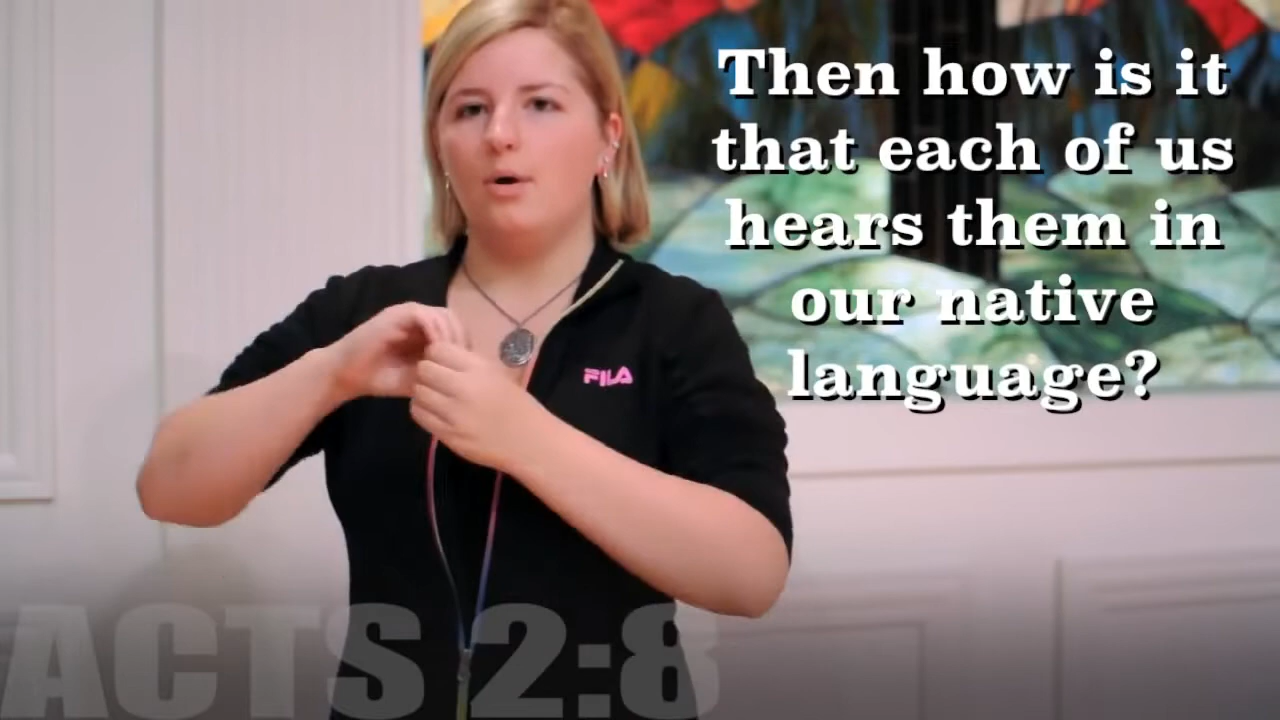 Then how is it
that each of us
hears them in
our native
language?
FILA
ACTS 2:8